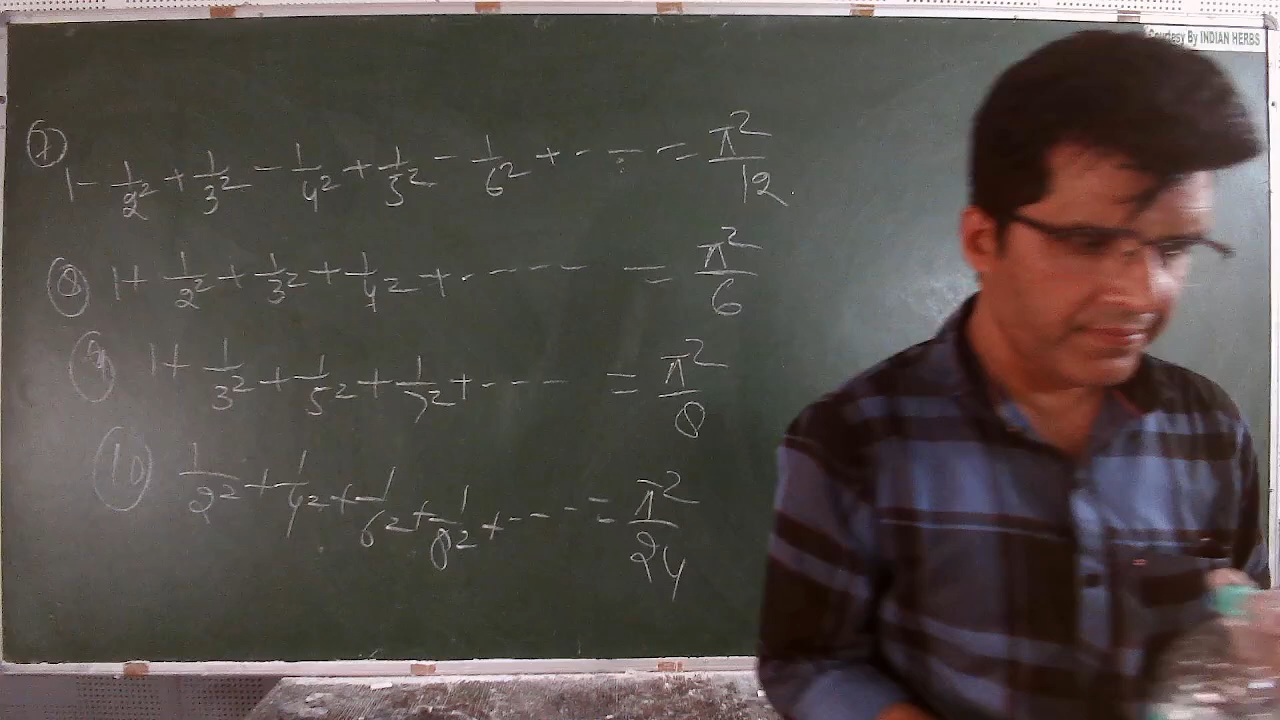 Courtesy By INDIAN HERBS
⑦ 1 - 1/2² + 1/3² - 1/4² + 1/5² - 1/6² + - - - = π²/12
⑧ 1 + 1/2² + 1/3² + 1/4² + - - - - - = π²/6
⑨ 1 + 1/3² + 1/5² + 1/7² + - - - - = π²/8
⑩ 1/2² + 1/4² + 1/6² + 1/8² + - - - - = π²/24